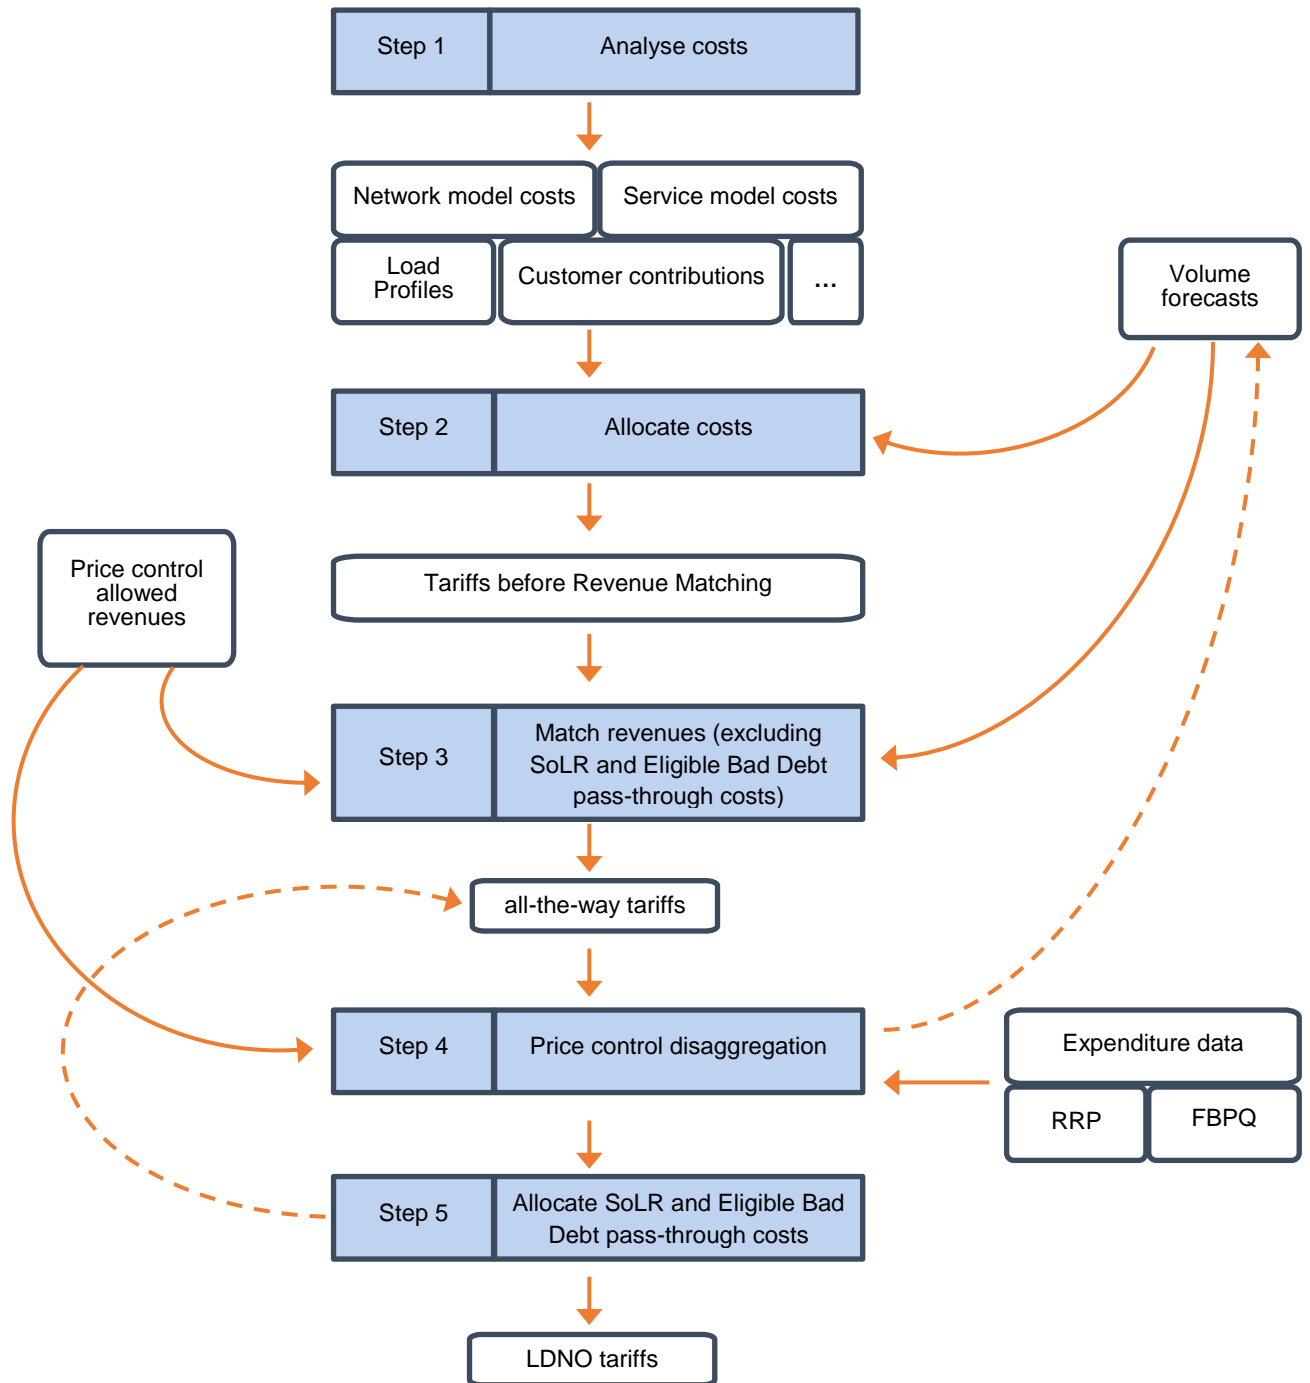 Step 1
Analyse costs
Network model costs
Service model costs
Load
Profiles
Customer contributions
...
Volume
forecasts
Step 2
Allocate costs
Price control
allowed
revenues
Tariffs before Revenue Matching
Step 3
Match revenues (excluding
SoLR and Eligible Bad Debt
pass-through costs)
all-the-way tariffs
Step 4
Price control disaggregation
Expenditure data
RRP
FBPQ
Step 5
Allocate SoLR and Eligible Bad
Debt pass-through costs
LDNO tariffs